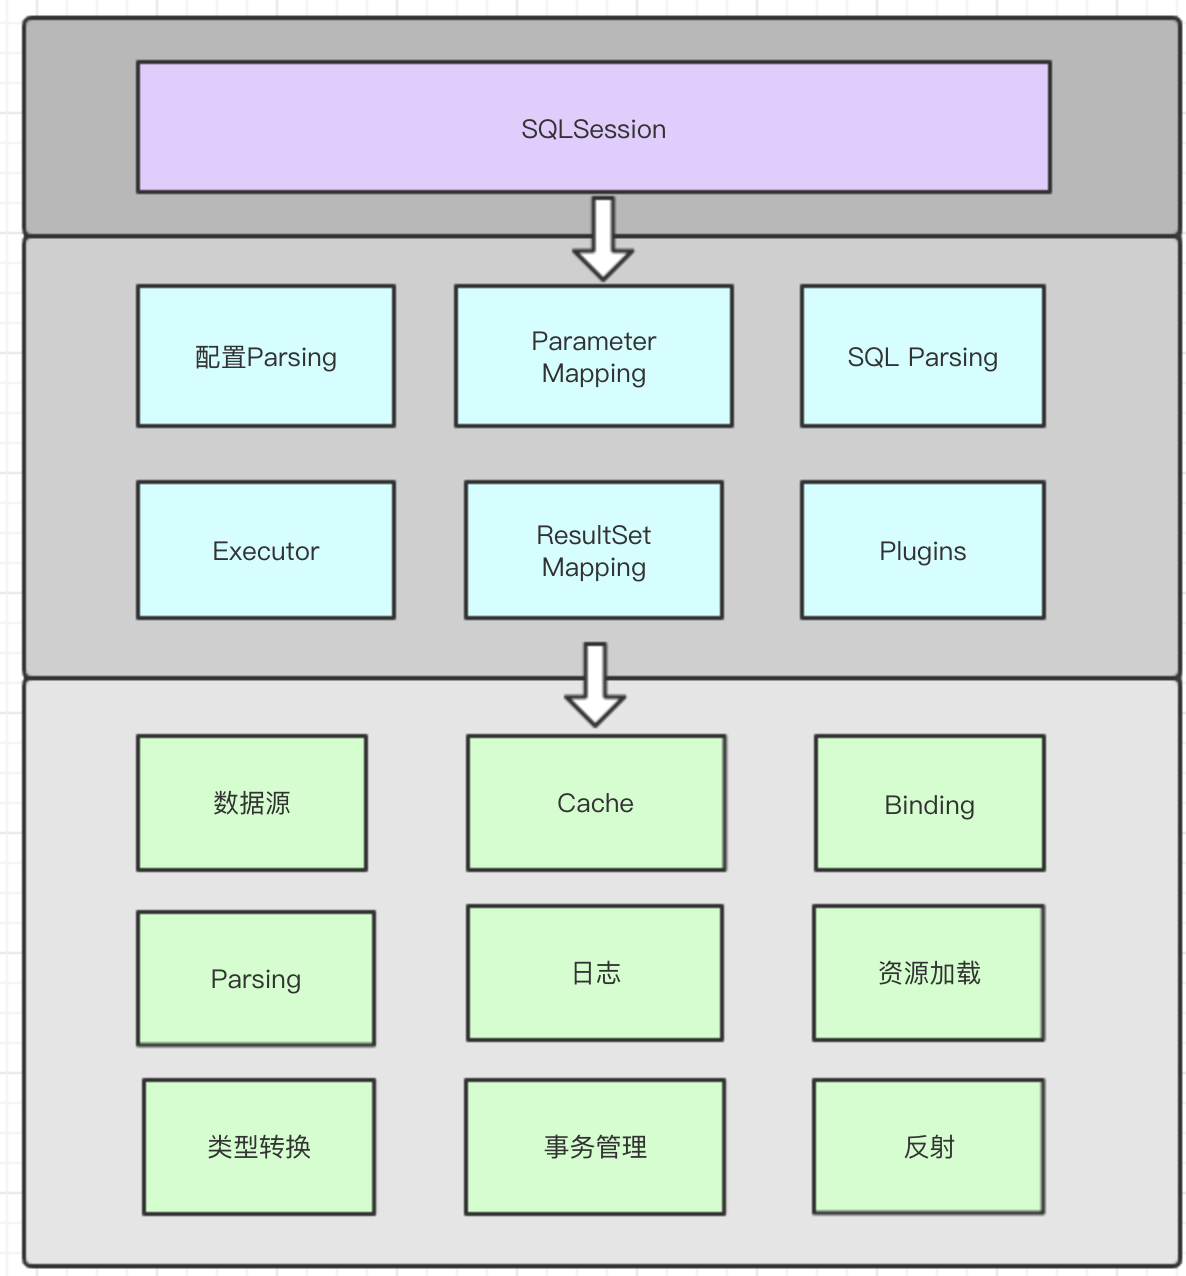 SQLSession
配置Parsing
Parameter
Mapping
SQL Parsing
Executor
ResultSet
Mapping
Plugins
数据源
Cache
Binding
Parsing
日志
资源加载
类型转换
事务管理
反射